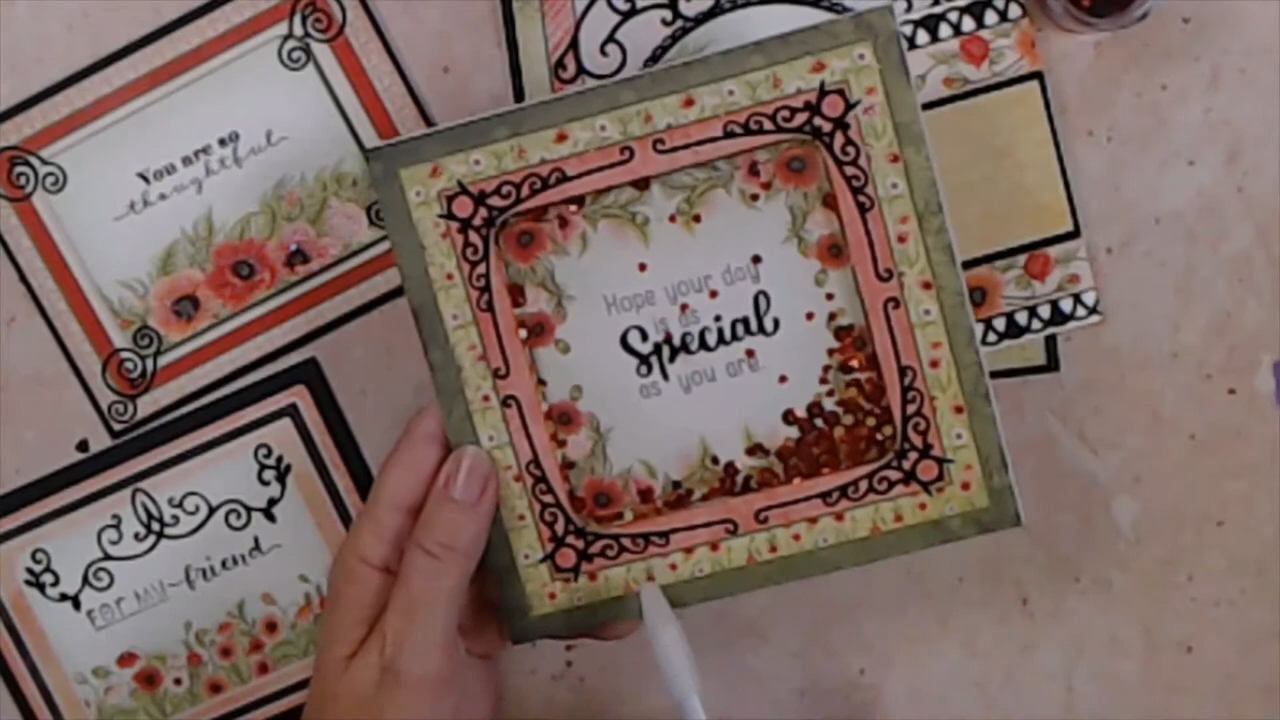 You are so
thoughtful
Hope your day
is as
Special
as you are.
FOR MY friend